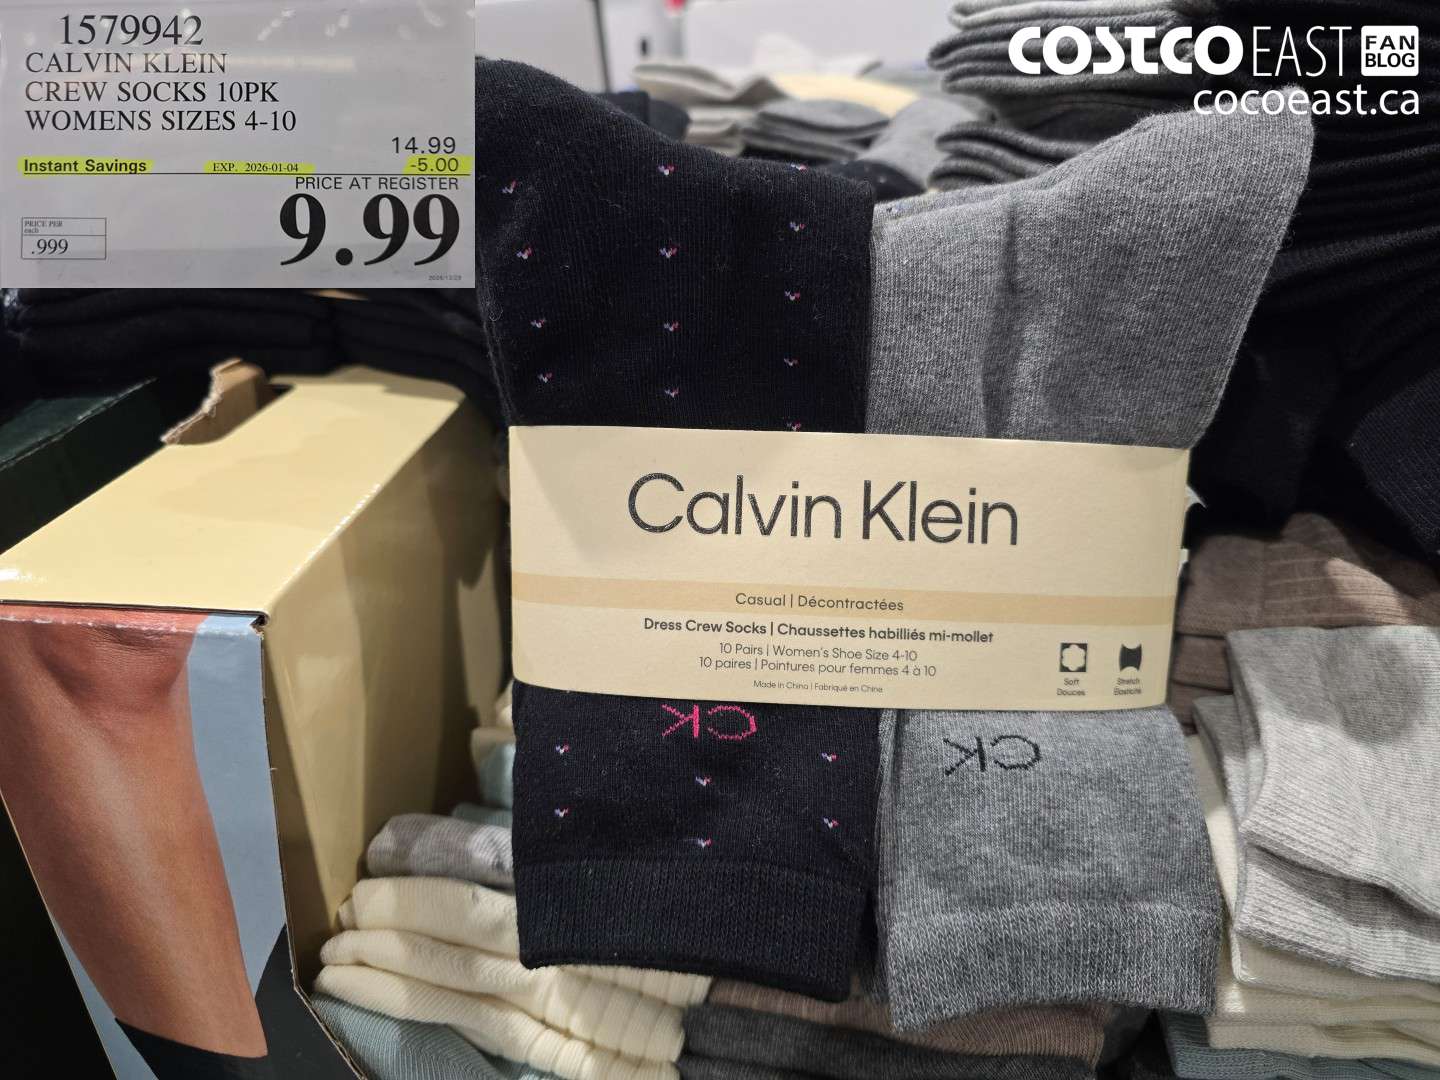 1579942
CALVIN KLEIN
CREW SOCKS 10PK
WOMENS SIZES 4-10
14.99
Instant Savings EXP. 2026-01-04 -5.00
PRICE AT REGISTER
9.99
PRICE PER
each
.999
COSTCO EAST FAN BLOG
cocoeast.ca
Calvin Klein
Casual | Décontractées
Dress Crew Socks | Chaussettes habilliés mi-mollet
10 Pairs | Women's Shoe Size 4-10
10 paires | Pointures pour femmes 4 à 10
Made in China | Fabriqué en Chine
Soft
Douces
Stretch
Élasticité
CK
CK